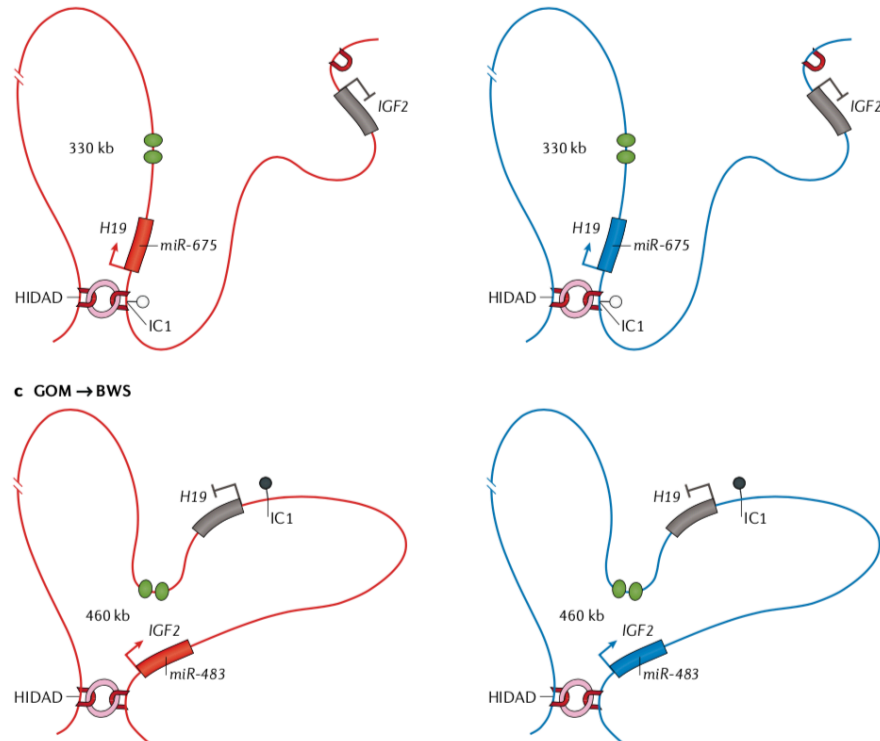 IGF2
330 kb
H19
miR-675
HIDAD
IC1
IGF2
330 kb
H19
miR-675
HIDAD
IC1
c GOM → BWS
H19
IC1
460 kb
IGF2
miR-483
HIDAD
H19
IC1
460 kb
IGF2
miR-483
HIDAD